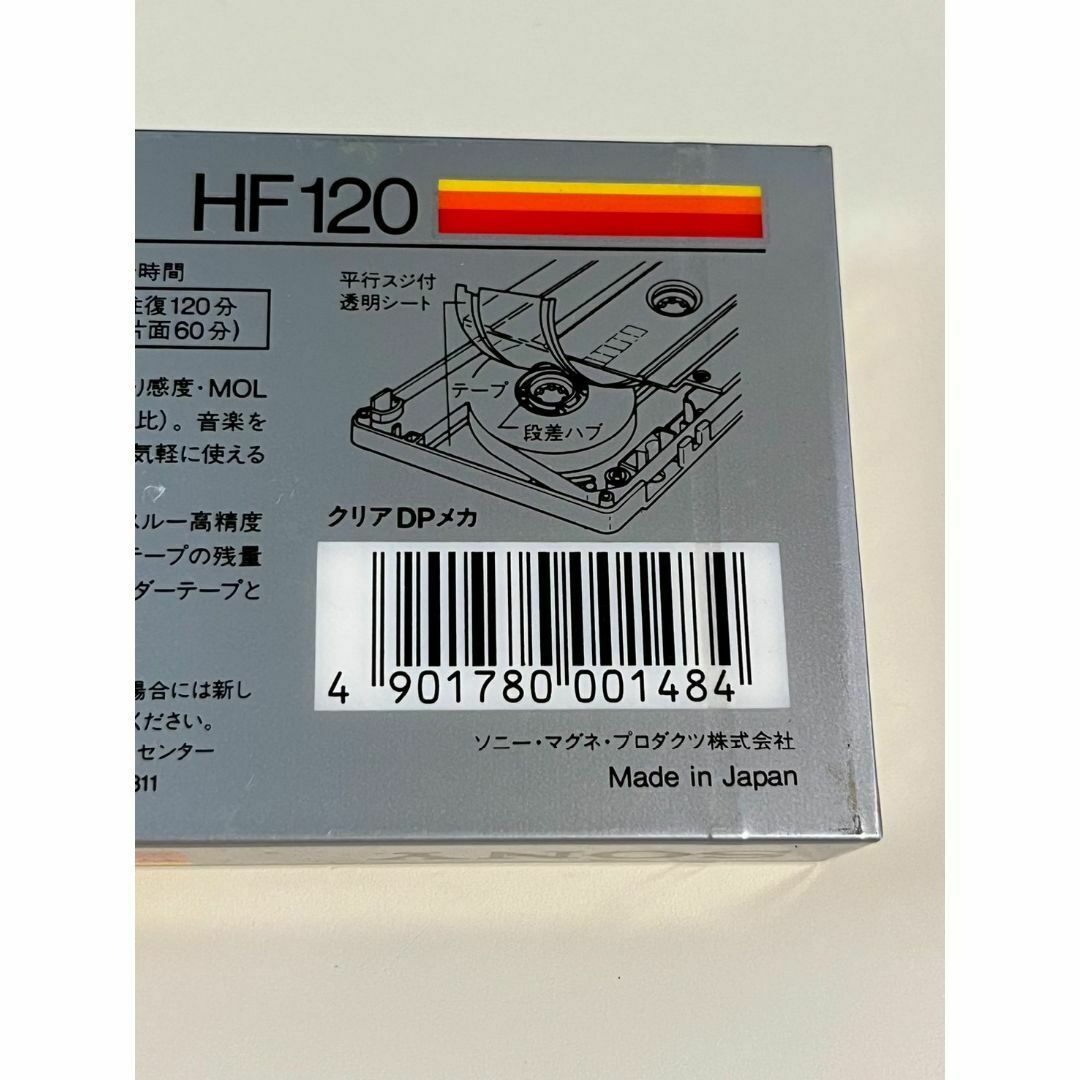 HF120
時間
復120分
片面60分)
平行スジ付
透明シート
テープ
段差ハブ
クリアDPメカ
り感度・MOL
比)。音楽を
気軽に使える
スルー高精度
テープの残量
ダーテープと
場合には新し
ください。
センター
311
4 901780 001484
ソニー・マグネ・プロダクツ株式会社
Made in Japan
SONY